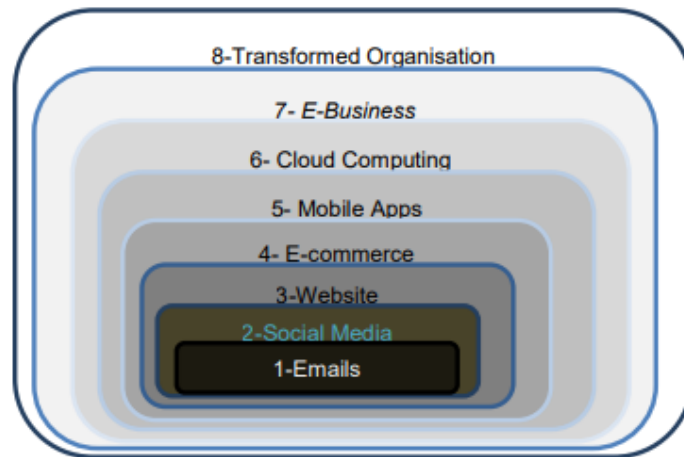 8-Transformed Organisation
7- E-Business
6- Cloud Computing
5- Mobile Apps
4- E-commerce
3-Website
2-Social Media
1-Emails